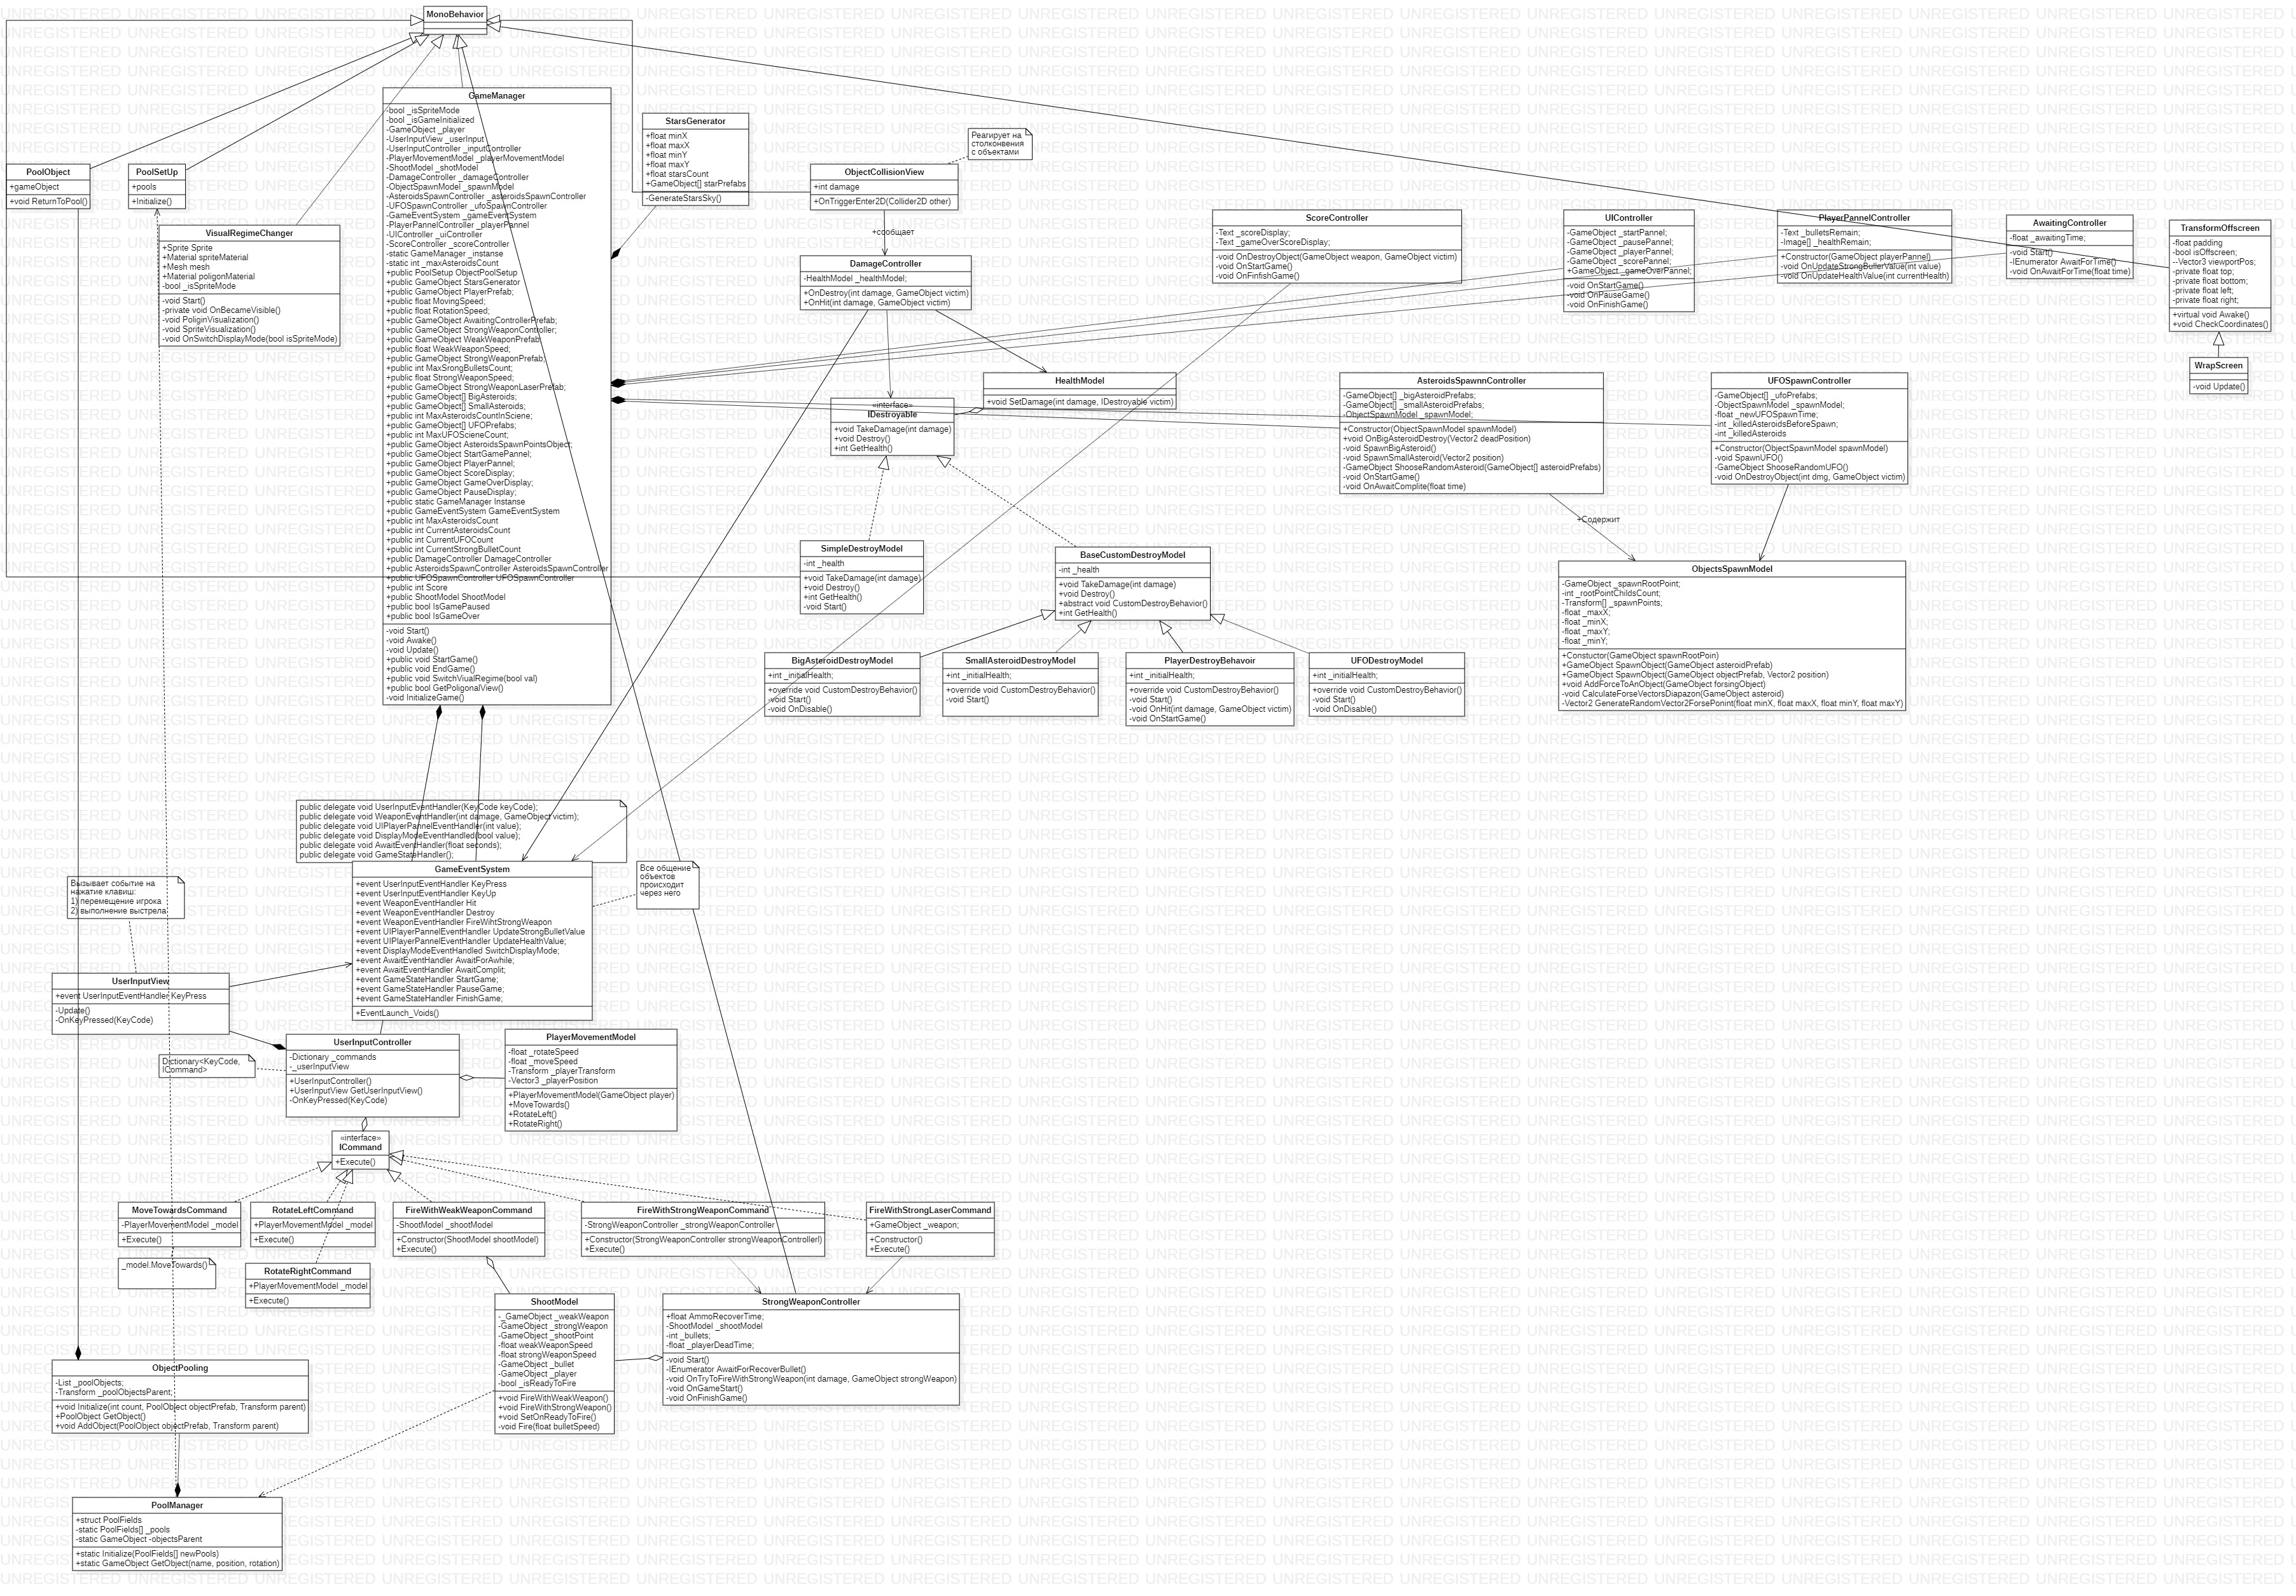 MonoBehavior
GameManager
-bool _isSpriteMode
-bool _isGameInitialized
-GameObject _player
-UserInputView _userInput
-UserInputController _inputController
-PlayerMovementModel _playerMovementModel
-ShootModel _shotModel
-DamageController _damageController
-ObjectSpawnModel _spawnModel
-AsteroidsSpawnController _asteroidsSpawnController
-UFOSpawnController _ufoSpawnController
-GameEventSystem _gameEventSystem
-PlayerPannelController _playerPannel
-UIController _uiController
-ScoreController _scoreController
-static GameManager _instanse
-static int _maxAsteroidsCount
+public PoolSetup ObjectPoolSetup
+public GameObject StarsGenerator
+public GameObject PlayerPrefab;
+public float MovingSpeed;
+public float RotationSpeed;
+public GameObject AwaitingControllerPrefab;
+public GameObject StrongWeaponController;
+public GameObject WeakWeaponPrefab;
+public float WeakWeaponSpeed;
+public GameObject StrongWeaponPrefab;
+public int MaxSrongBulletsCount;
+public float StrongWeaponSpeed;
+public GameObject StrongWeaponLaserPrefab;
+public GameObject[] BigAsteroids;
+public GameObject[] SmallAsteroids;
+public int MaxAsteroidsCountInSciene;
+public GameObject[] UFOPrefabs;
+public int MaxUFOScieneCount;
+public GameObject AsteroidsSpawnPointsObject;
+public GameObject StartGamePannel;
+public GameObject PlayerPannel;
+public GameObject ScoreDisplay;
+public GameObject GameOverDisplay;
+public GameObject PauseDisplay;
+public static GameManager Instanse
+public GameEventSystem GameEventSystem
+public int MaxAsteroidsCount
+public int CurrentAsteroidsCount
+public int CurrentUFOCount
+public int CurrentStrongBulletCount
+public DamageController DamageController
+public AsteroidsSpawnController AsteroidsSpawnController
+public UFOSpawnController UFOSpawnController
+public int Score
+public ShootModel ShootModel
+public bool IsGamePaused
+public bool IsGameOver
-void Start()
-void Awake()
-void Update()
+public void StartGame()
+public void EndGame()
+public void SwitchViualRegime(bool val)
+public bool GetPoligonalView()
-void InitializeGame()
StarsGenerator
+float minX
+float maxX
+float minY
+float maxY
+float starsCount
+GameObject[] starPrefabs
-GenerateStarsSky()
Реагирует на
столконвения
с объектами
PoolObject
+gameObject
+void ReturnToPool()
PoolSetUp
+pools
+Initialize()
ObjectCollisionView
+int damage
+OnTriggerEnter2D(Collider2D other)
+сообщает
VisualRegimeChanger
+Sprite Sprite
+Material spriteMaterial
+Mesh mesh
+Material poligonMaterial
-bool _isSpriteMode
-void Start()
-private void OnBecameVisible()
-void PoliginVisualization()
-void SpriteVisualization()
-void OnSwitchDisplayMode(bool isSpriteMode)
ScoreController
-Text _scoreDisplay;
-Text _gameOverScoreDisplay;
-void OnDestroyObject(GameObject weapon, GameObject victim)
-void OnStartGame()
-void OnFinfishGame()
UIController
-GameObject _startPannel;
-GameObject _pausePannel;
-GameObject _playerPannel;
-GameObject _scorePannel;
+GameObject _gameOverPannel;
-void OnStartGame()
-void OnPauseGame()
-void OnFinishGame()
PlayerPannelController
-Text _bulletsRemain;
-Image[] _healthRemain;
+Constructor(GameObject playerPannel)
-void OnUpdateStrongBullerValue(int value)
-void OnUpdateHealthValue(int currentHealth)
AwaitingController
-float _awaitingTime;
-void Start()
-IEnumerator AwaitForTime()
-void OnAwaitForTime(float time)
TransformOffscreen
-float padding
-bool isOffscreen;
--Vector3 viewportPos;
-private float top;
-private float bottom;
-private float left;
-private float right;
+virtual void Awake()
+void CheckCoordinates()
WrapScreen
-void Update()
DamageController
-HealthModel _healthModel;
+OnDestroy(int damage, GameObject victim)
+OnHit(int damage, GameObject victim)
HealthModel
+void SetDamage(int damage, IDestroyable victim)
«interface»
IDestroyable
+void TakeDamage(int damage)
+void Destroy()
+int GetHealth()
AsteroidsSpawnnController
-GameObject[] _bigAsteroidPrefabs;
-GameObject[] _smallAsteroidPrefabs;
-ObjectSpawnModel _spawnModel;
+Constructor(ObjectSpawnModel spawnModel)
+void OnBigAsteroidDestroy(Vector2 deadPosition)
-void SpawnBigAsteroid()
-void SpawnSmallAsteroid(Vector2 position)
-GameObject ShooseRandomAsteroid(GameObject[] asteroidPrefabs)
-void OnStartGame()
-void OnAwaitComplite(float time)
UFOSpawnController
-GameObject[] _ufoPrefabs;
-ObjectSpawnModel _spawnModel;
-float _newUFOSpawnTime;
-int _killedAsteroidsBeforeSpawn;
-int _killedAsteroids
+Constructor(ObjectSpawnModel spawnModel)
-void SpawnUFO()
-GameObject ShooseRandomUFO()
-void OnDestroyObject(int dmg, GameObject victim)
+Содержит
SimpleDestroyModel
-int _health
+void TakeDamage(int damage)
+void Destroy()
+int GetHealth()
-void Start()
BaseCustomDestroyModel
-int _health
+void TakeDamage(int damage)
+void Destroy()
+abstract void CustomDestroyBehavior()
+int GetHealth()
ObjectsSpawnModel
-GameObject _spawnRootPoint;
-int _rootPointChildsCount;
-Transform[] _spawnPoints;
-float _maxX;
-float _minX;
-float _maxY;
-float _minY;
+Constuctor(GameObject spawnRootPoin)
+GameObject SpawnObject(GameObject asteroidPrefab)
+GameObject SpawnObject(GameObject objectPrefab, Vector2 position)
+void AddForceToAnObject(GameObject forsingObject)
-void CalculateForseVectorsDiapazon(GameObject asteroid)
-Vector2 GenerateRandomVector2ForsePonint(float minX, float maxX, float minY, float maxY)
BigAsteroidDestroyModel
+int _initialHealth;
+override void CustomDestroyBehavior()
-void Start()
-void OnDisable()
SmallAsteroidDestroyModel
+int _initialHealth;
+override void CustomDestroyBehavior()
-void Start()
PlayerDestroyBehavoir
+int _initialHealth;
+override void CustomDestroyBehavior()
-void Start()
-void OnHit(int damage, GameObject victim)
-void OnStartGame()
UFODestroyModel
+int _initialHealth;
+override void CustomDestroyBehavior()
-void Start()
-void OnDisable()
public delegate void UserInputEventHandler(KeyCode keyCode);
public delegate void WeaponEventHandler(int damage, GameObject victim);
public delegate void UIPlayerPannelEventHandler(int value);
public delegate void DisplayModeEventHandled(bool value);
public delegate void AwaitEventHandler(float seconds);
public delegate void GameStateHandler();
GameEventSystem
+event UserInputEventHandler KeyPress
+event UserInputEventHandler KeyUp
+event WeaponEventHandler Hit
+event WeaponEventHandler Destroy
+event WeaponEventHandler FireWihtStrongWeapon
+event UIPlayerPannelEventHandler UpdateStrongBulletValue
+event UIPlayerPannelEventHandler UpdateHealthValue;
+event DisplayModeEventHandled SwitchDisplayMode;
+event AwaitEventHandler AwaitForAwhile;
+event AwaitEventHandler AwaitComplit;
+event GameStateHandler StartGame;
+event GameStateHandler PauseGame;
+event GameStateHandler FinishGame;
+EventLaunch_Voids()
Все общение
объектов
происходит
через него
Вызывает событие на
нажатие клавиш:
1) перемещение игрока
2) выполнение выстрела
UserInputView
+event UserInputEventHandler KeyPress
-Update()
-OnKeyPressed(KeyCode)
UserInputController
-Dictionary _commands
-_userInputView
+UserInputController()
+UserInputView GetUserInputView()
-OnKeyPressed(KeyCode)
Dictionary<KeyCode,
ICommand>
PlayerMovementModel
-float _rotateSpeed
-float _moveSpeed
-Transform _playerTransform
-Vector3 _playerPosition
+PlayerMovementModel(GameObject player)
+MoveTowards()
+RotateLeft()
+RotateRight()
«interface»
ICommand
+Execute()
MoveTowardsCommand
-PlayerMovementModel _model
+Execute()
_model.MoveTowards()
RotateLeftCommand
+PlayerMovementModel _model
+Execute()
RotateRightCommand
+PlayerMovementModel _model
+Execute()
FireWithWeakWeaponCommand
-ShootModel _shootModel
+Constructor(ShootModel shootModel)
+Execute()
FireWithStrongWeaponCommand
-StrongWeaponController _strongWeaponController
+Constructor(StrongWeaponController strongWeaponControllerl)
+Execute()
FireWithStrongLaserCommand
+GameObject _weapon;
+Constructor()
+Execute()
ShootModel
-_GameObject _weakWeapon
-GameObject _strongWeapon
-GameObject _shootPoint
-float weakWeaponSpeed
-float strongWeaponSpeed
-GameObject _bullet
-GameObject _player
-bool _isReadyToFire
+void FireWithWeakWeapon()
+void FireWithStrongWeapon()
+void SetOnReadyToFire()
-void Fire(float bulletSpeed)
StrongWeaponController
+float AmmoRecoverTime;
-ShootModel _shootModel
-int _bullets;
-float _playerDeadTime;
-void Start()
-IEnumerator AwaitForRecoverBullet()
-void OnTryToFireWithStrongWeapon(int damage, GameObject strongWeapon)
-void OnGameStart()
-void OnFinishGame()
ObjectPooling
-List _poolObjects;
-Transform _poolObjectsParent;
+void Initialize(int count, PoolObject objectPrefab, Transform parent)
+PoolObject GetObject()
+void AddObject(PoolObject objectPrefab, Transform parent)
PoolManager
+struct PoolFields
-static PoolFields[] _pools
-static GameObject -objectsParent
+static Initialize(PoolFields[] newPools)
+static GameObject GetObject(name, position, rotation)